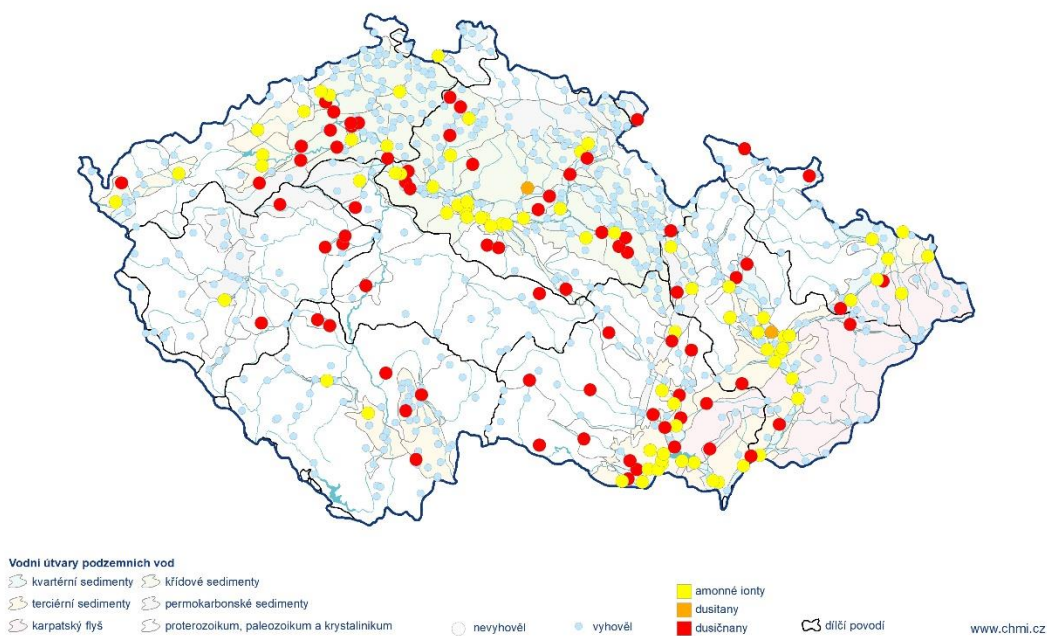 Vodní útvary podzemních vod
kvartérní sedimenty
křídové sedimenty
terciérní sedimenty
permokarbonské sedimenty
karpatský flyš
proterozoikum, paleozoikum a krystalinikum
nevyhověl
vyhověl
amonné ionty
dusitany
dusičnany
dílčí povodí
www.chmi.cz